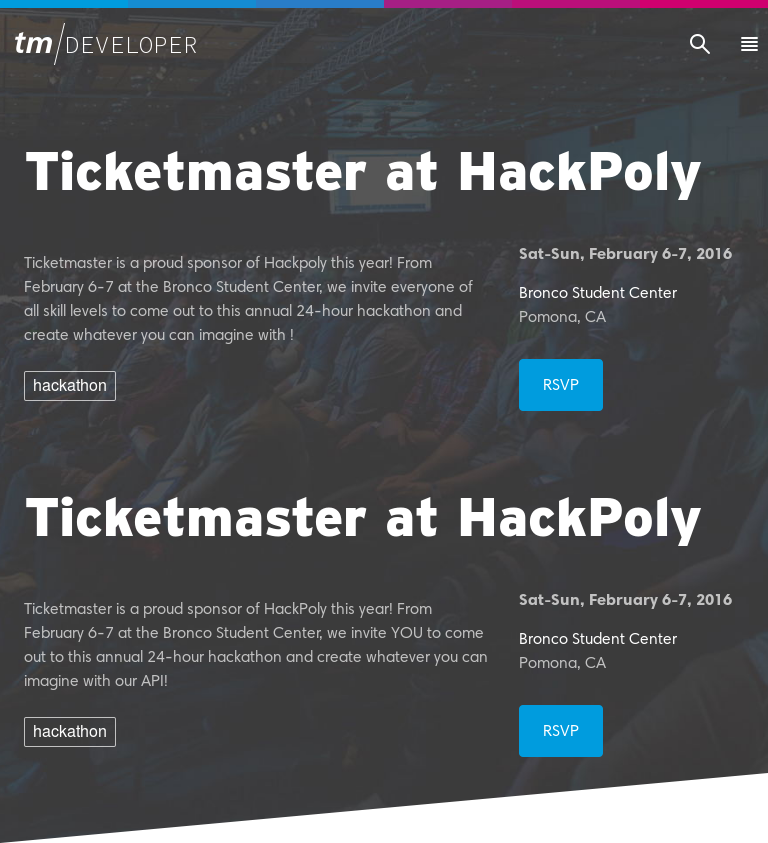 tm/DEVELOPER
Ticketmaster at HackPoly
Ticketmaster is a proud sponsor of Hackpoly this year! From
February 6-7 at the Bronco Student Center, we invite everyone of
all skill levels to come out to this annual 24-hour hackathon and
create whatever you can imagine with !
hackathon
Sat-Sun, February 6-7, 2016
Bronco Student Center
Pomona, CA
RSVP
Ticketmaster at HackPoly
Ticketmaster is a proud sponsor of HackPoly this year! From
February 6-7 at the Bronco Student Center, we invite YOU to come
out to this annual 24-hour hackathon and create whatever you can
imagine with our API!
hackathon
Sat-Sun, February 6-7, 2016
Bronco Student Center
Pomona, CA
RSVP